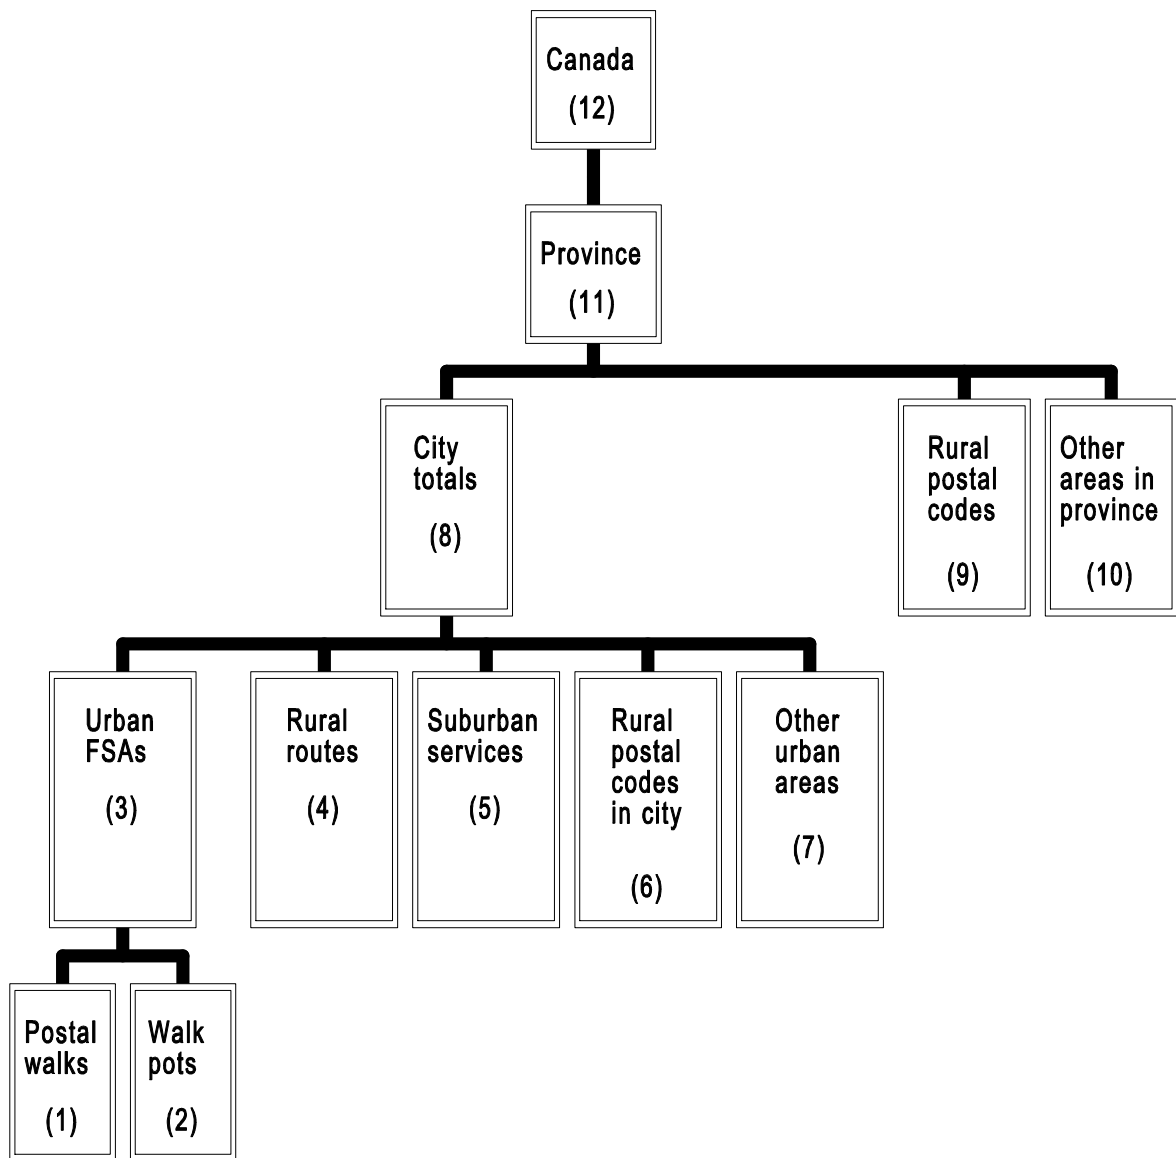 Canada
(12)
Province
(11)
City
totals
(8)
Rural
postal
codes
(9)
Other
areas in
province
(10)
Urban
FSAs
(3)
Rural
routes
(4)
Suburban
services
(5)
Rural
postal
codes
in city
(6)
Other
urban
areas
(7)
Postal
walks
(1)
Walk
pots
(2)